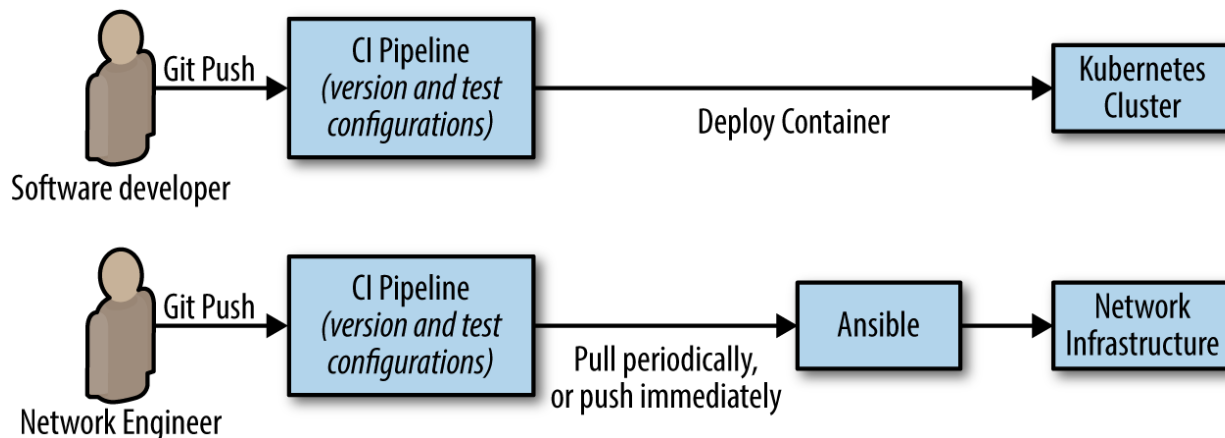 Git Push
CI Pipeline
(version and test
configurations)
Deploy Container
Kubernetes
Cluster
Software developer
Git Push
CI Pipeline
(version and test
configurations)
Pull periodically,
or push immediately
Ansible
Network
Infrastructure
Network Engineer